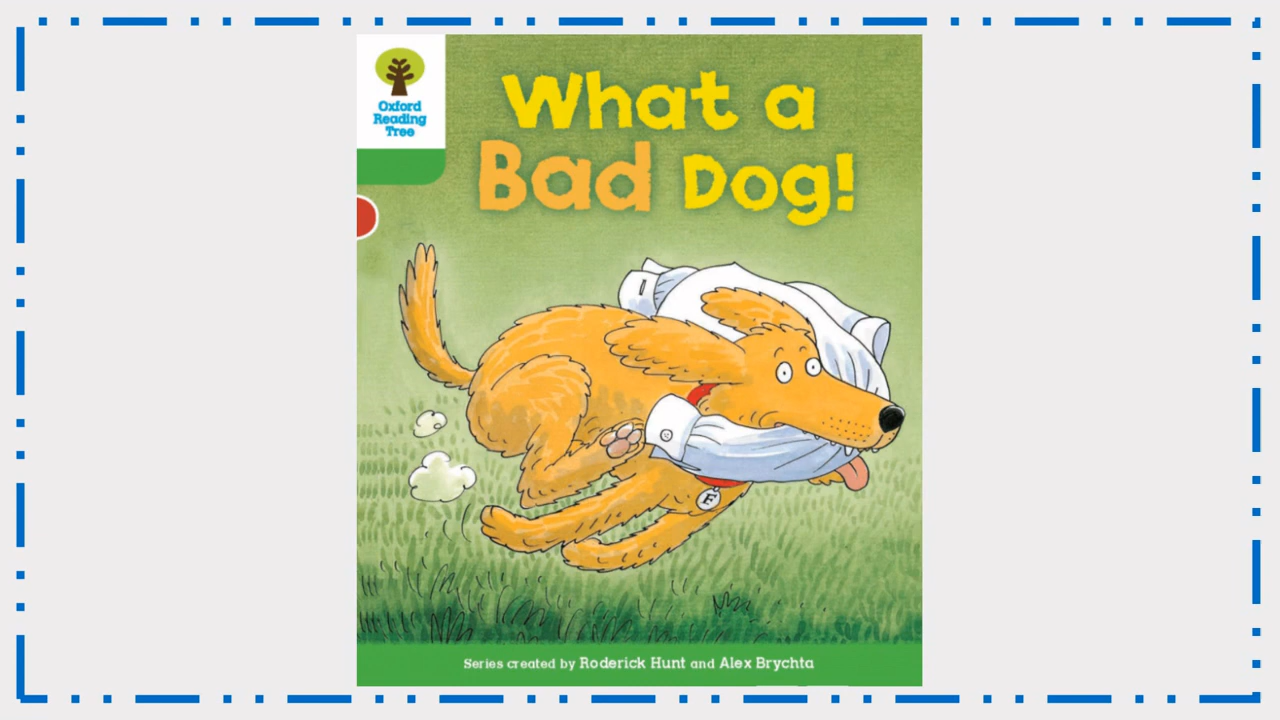 Oxford
Reading
Tree
What a
Bad Dog!
F
Series created by Roderick Hunt and Alex Brychta